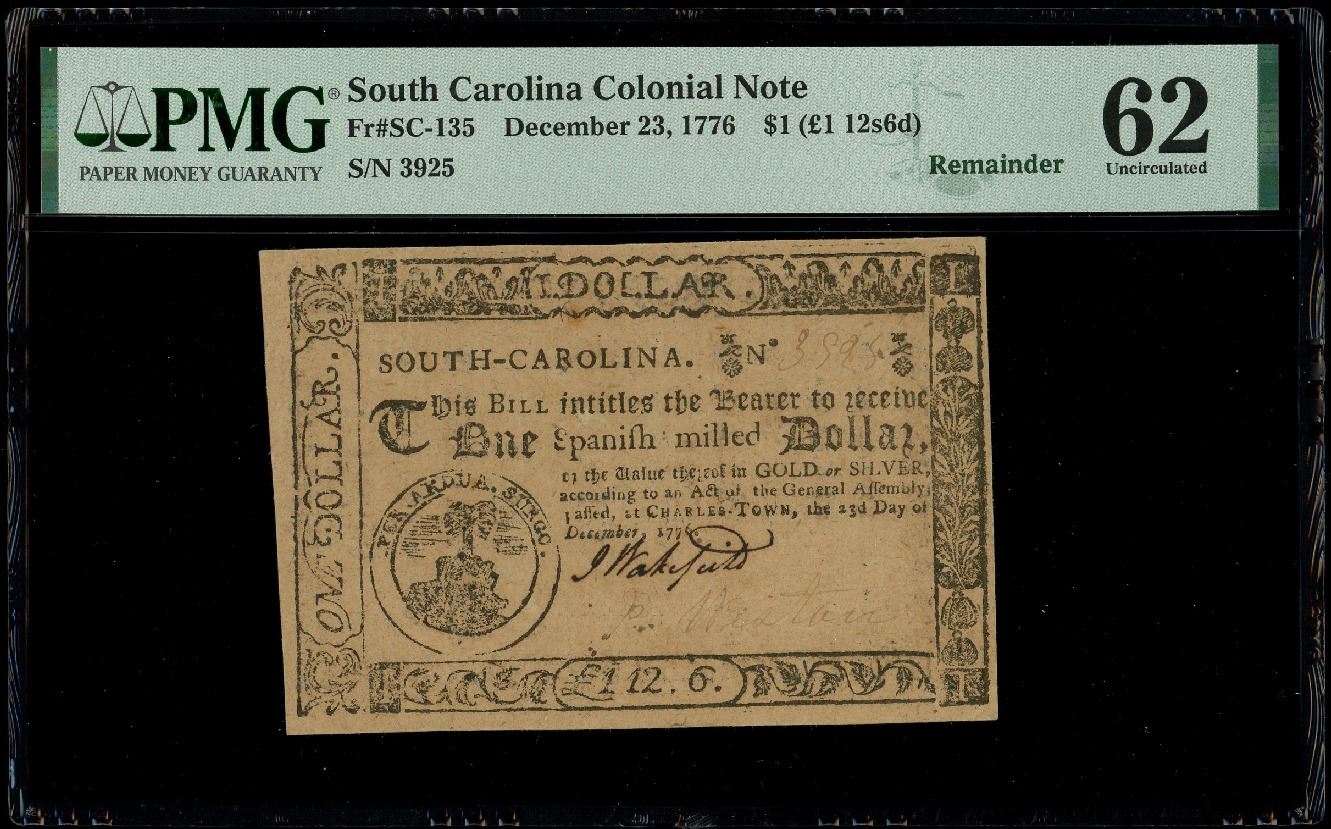 PMG® South Carolina Colonial Note 62
Fr#SC-135 December 23, 1776 $1 (£1 12s6d)
PAPER MONEY GUARANTY S/N 3925 Remainder Uncirculated
I. DOLLAR.
I
ONE DOLLAR.
SOUTH-CAROLINA. N°
This BILL intitles the Bearer to receive
One Spaniſh milled Dollar,
or the Value thereof in GOLD or SILVER,
according to an Act of the General Aſſembly,
paſſed, at CHARLES-TOWN, the 23d Day of
December, 1776.
PER ARDUA. SURGO.
J Wakefield
£1 12. 6.
I